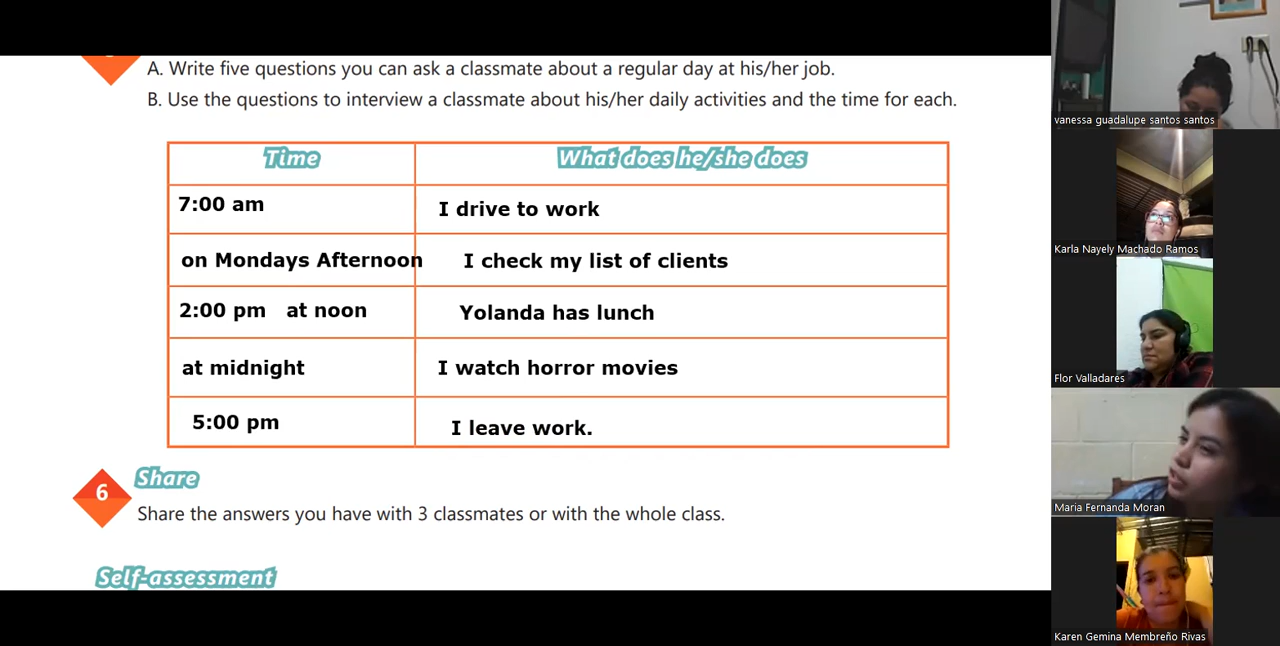 A. Write five questions you can ask a classmate about a regular day at his/her job.
B. Use the questions to interview a classmate about his/her daily activities and the time for each.
Time What does he/she does
7:00 am I drive to work
on Mondays Afternoon I check my list of clients
2:00 pm at noon Yolanda has lunch
at midnight I watch horror movies
5:00 pm I leave work.
6 Share
Share the answers you have with 3 classmates or with the whole class.
Self-assessment
vanessa guadalupe santos santos
Karla Nayely Machado Ramos
Flor Valladares
Maria Fernanda Moran
Karen Gemina Membreño Rivas